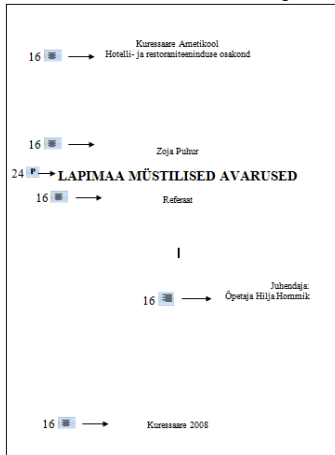 Kuressaare Ametikool
16 Hotelli- ja restoraniteeninduse osakond
16 Zoja Puhur
24 P LAPIMAA MÜSTILISED AVARUSED
16 Referaat
Juhendaja:
16 Õpetaja Hilja Hommik
16 Kuressaare 2008